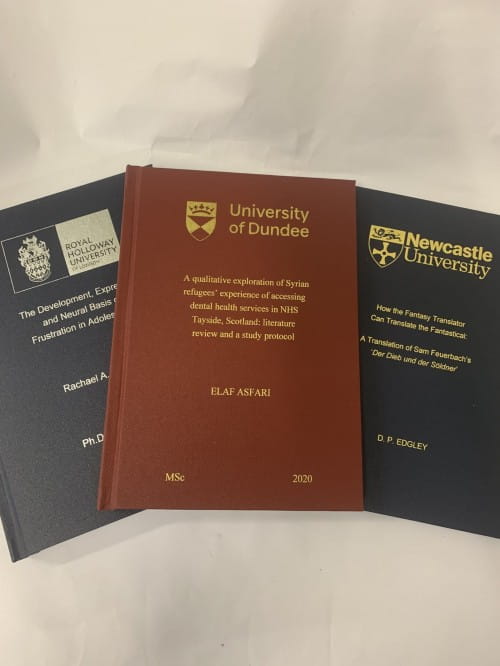 ROYAL
HOLLOWAY
UNIVERSITY
OF LONDON
The Development,
and Neural Basis
Frustration in
Rachael A.
Ph.D
University
of Dundee
A qualitative exploration of Syrian
refugees' experience of accessing
dental health services in NHS
Tayside, Scotland: literature
review and a study protocol
ELAF ASFARI
MSc
2020
Newcastle
University
How the Fantasy Translator
Can Translate the Fantastical:
A Translation of Sam Feuerbach's
'Der Dieb und der Söldner'
D. P. EDGLEY